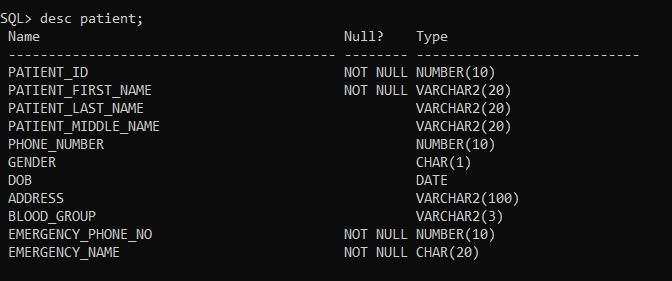 SQL> desc patient;
Name Null? Type
----------------------------------------- -------- ----------------------------
PATIENT_ID NOT NULL NUMBER(10)
PATIENT_FIRST_NAME NOT NULL VARCHAR2(20)
PATIENT_LAST_NAME VARCHAR2(20)
PATIENT_MIDDLE_NAME VARCHAR2(20)
PHONE_NUMBER NUMBER(10)
GENDER CHAR(1)
DOB DATE
ADDRESS VARCHAR2(100)
BLOOD_GROUP VARCHAR2(3)
EMERGENCY_PHONE_NO NOT NULL NUMBER(10)
EMERGENCY_NAME NOT NULL CHAR(20)